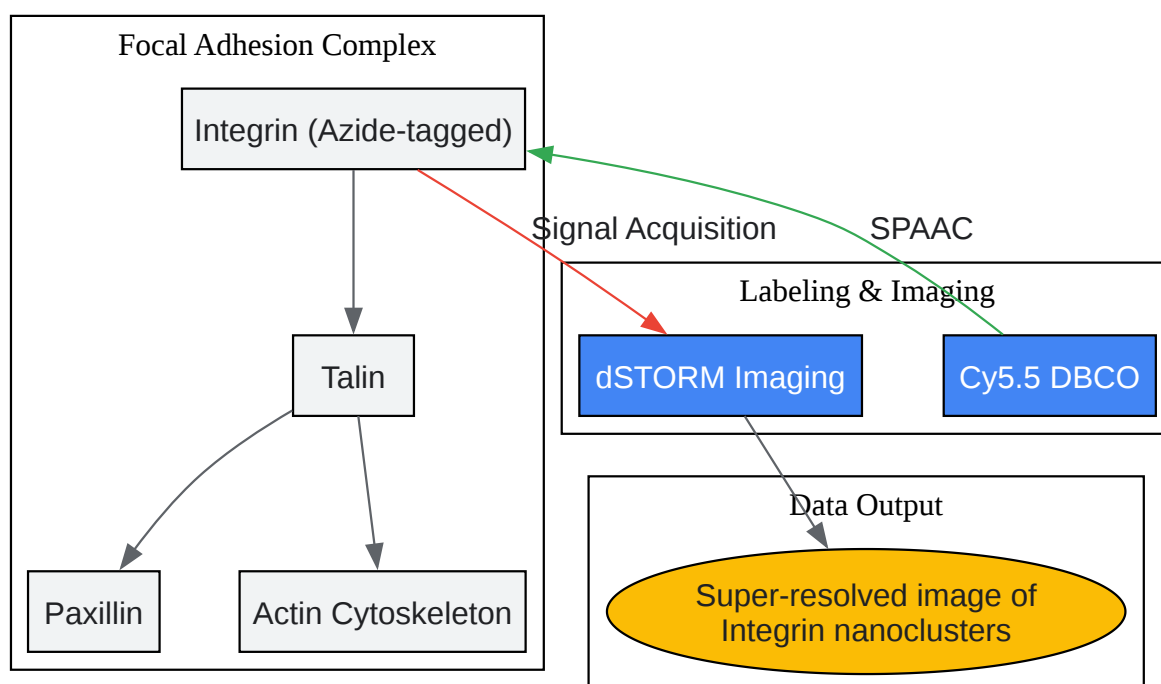 Focal Adhesion Complex
Integrin (Azide-tagged)
Signal Acquisition
SPAAC
Labeling & Imaging
Talin
dSTORM Imaging
Cy5.5 DBCO
Data Output
Paxillin
Actin Cytoskeleton
Super-resolved image of
Integrin nanoclusters